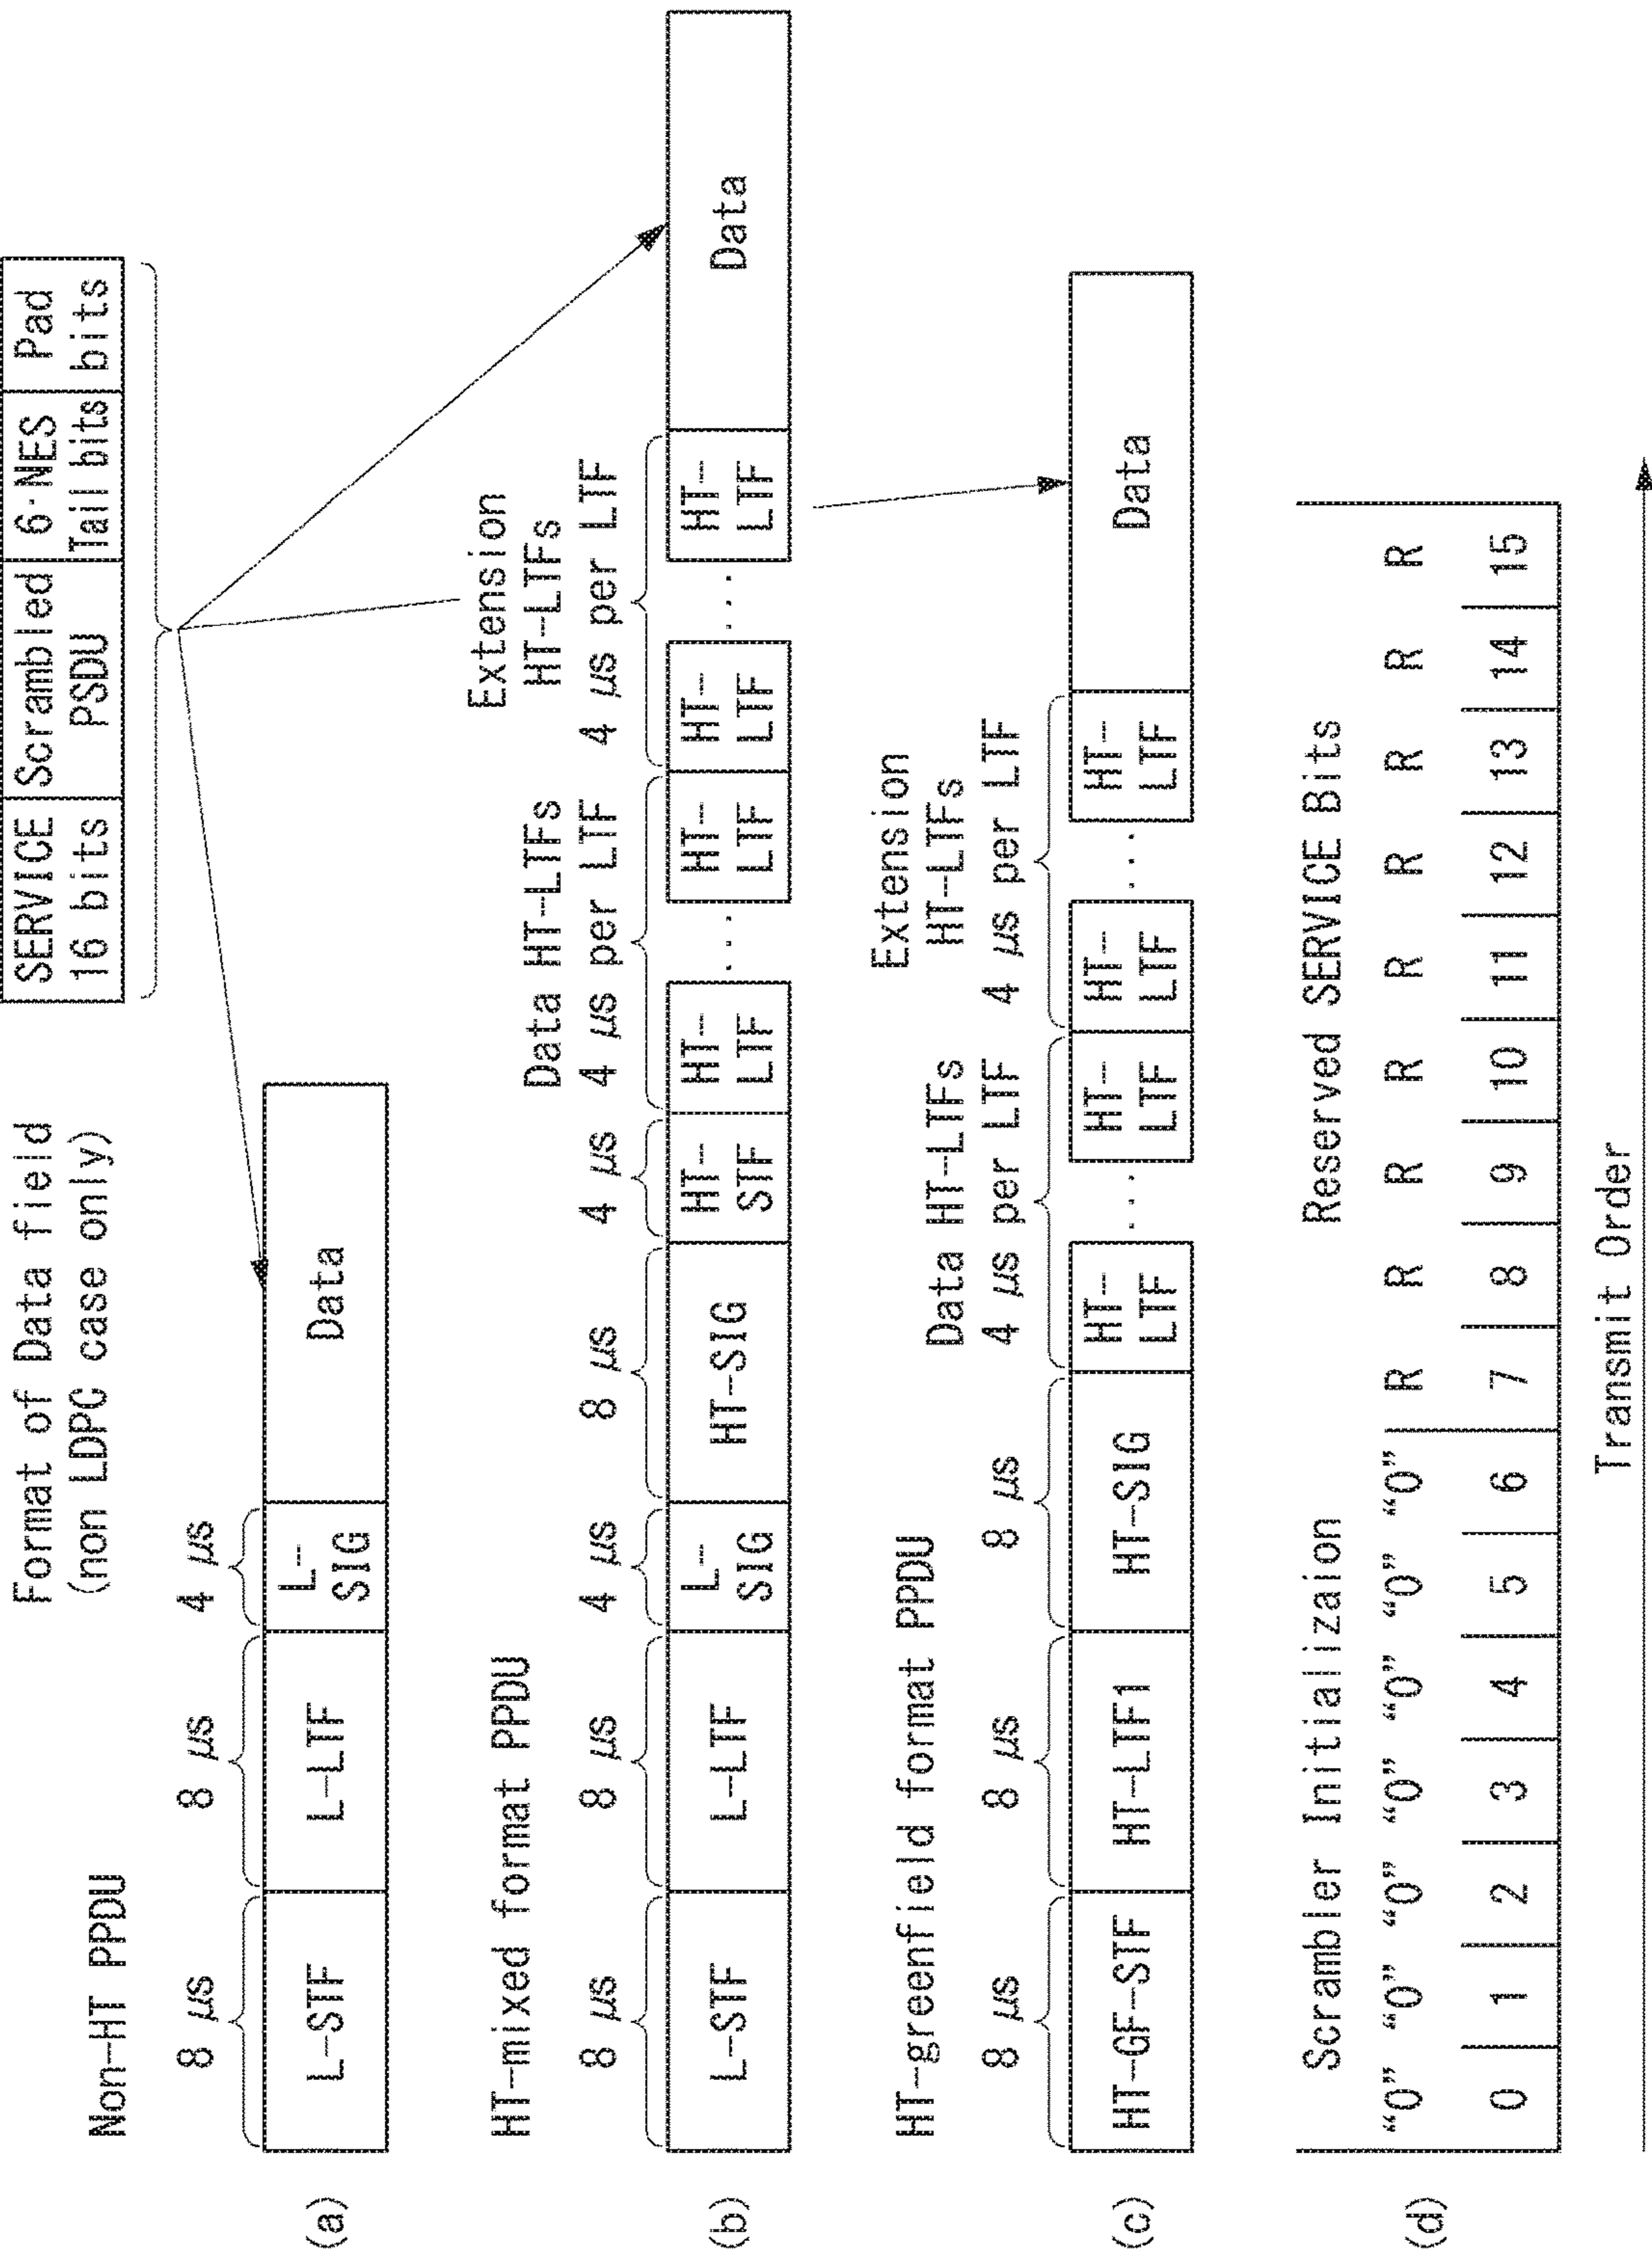 Format of Data field
(non LDPC case only)
SERVICE
16 bits
Scrambled
PSDU
6·NES
Tail bits
Pad
bits
Non-HT PPDU
8 μs
8 μs
4 μs
(a)
L-STF
L-LTF
L-
SIG
Data
HT-mixed format PPDU
Data HT-LTFs
Extension
HT-LTFs
8 μs
8 μs
4 μs
8 μs
4 μs
4 μs per LTF
4 μs per LTF
(b)
L-STF
L-LTF
L-
SIG
HT-SIG
HT-
STF
HT-
LTF
...
HT-
LTF
HT-
LTF
...
HT-
LTF
Data
HT-greenfield format PPDU
Data HT-LTFs
Extension
HT-LTFs
8 μs
8 μs
8 μs
4 μs per LTF
4 μs per LTF
(c)
HT-GF-STF
HT-LTF1
HT-SIG
HT-
LTF
...
HT-
LTF
HT-
LTF
...
HT-
LTF
Data
Scrambler Initializaion
Reserved SERVICE Bits
(d)
“0” “0” “0” “0” “0” “0” “0” R R R R R R R R R
0 1 2 3 4 5 6 7 8 9 10 11 12 13 14 15
Transmit Order